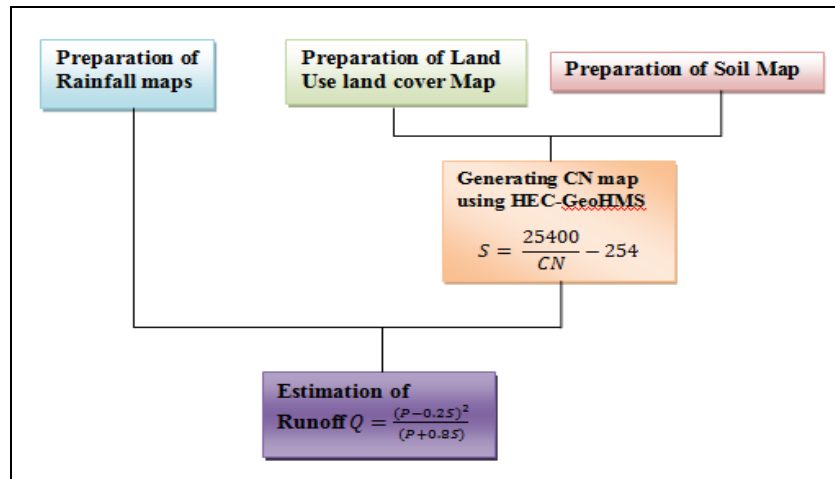 Preparation of
Rainfall maps
Preparation of Land
Use land cover Map
Preparation of Soil Map
Generating CN map
using HEC-GeoHMS
S = 25400/CN − 254
Estimation of
Runoff Q = (P−0.2S)²/(P+0.8S)